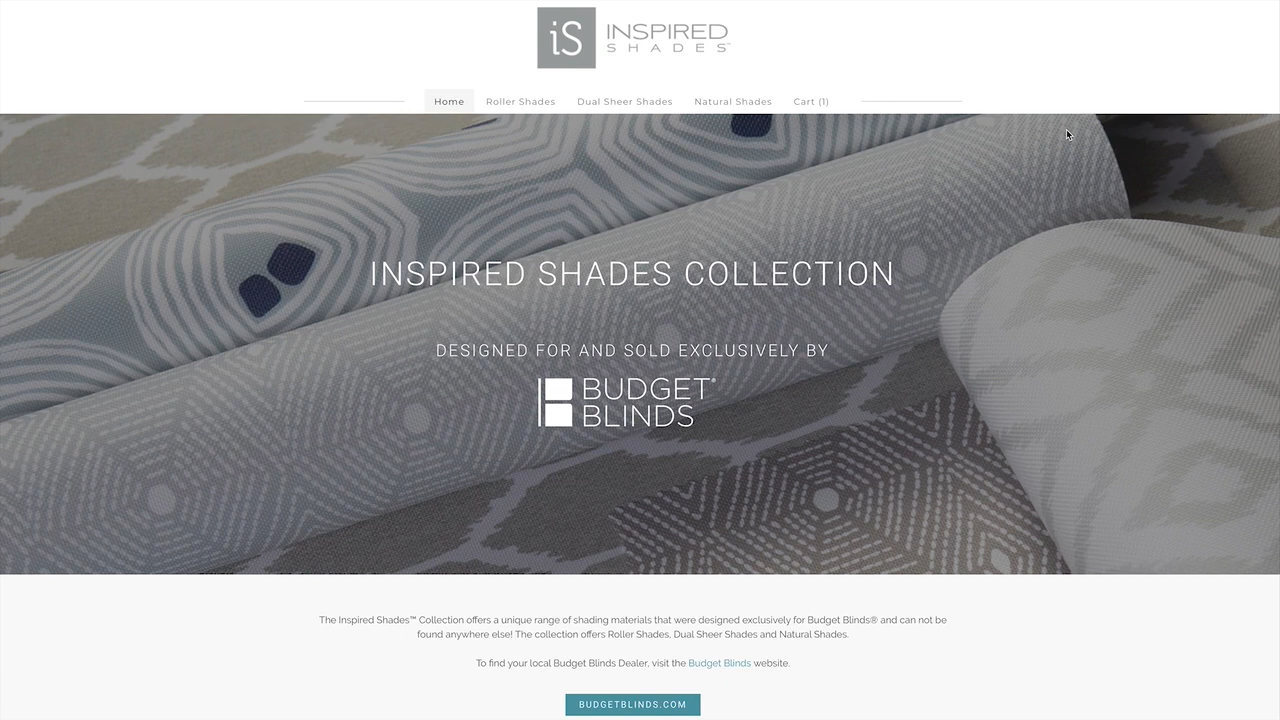 iS INSPIRED
SHADES™
Home Roller Shades Dual Sheer Shades Natural Shades Cart (1)
INSPIRED SHADES COLLECTION
DESIGNED FOR AND SOLD EXCLUSIVELY BY
BUDGET®
BLINDS
The Inspired Shades™ Collection offers a unique range of shading materials that were designed exclusively for Budget Blinds® and can not be
found anywhere else! The collection offers Roller Shades, Dual Sheer Shades and Natural Shades.
To find your local Budget Blinds Dealer, visit the Budget Blinds website.
BUDGETBLINDS.COM